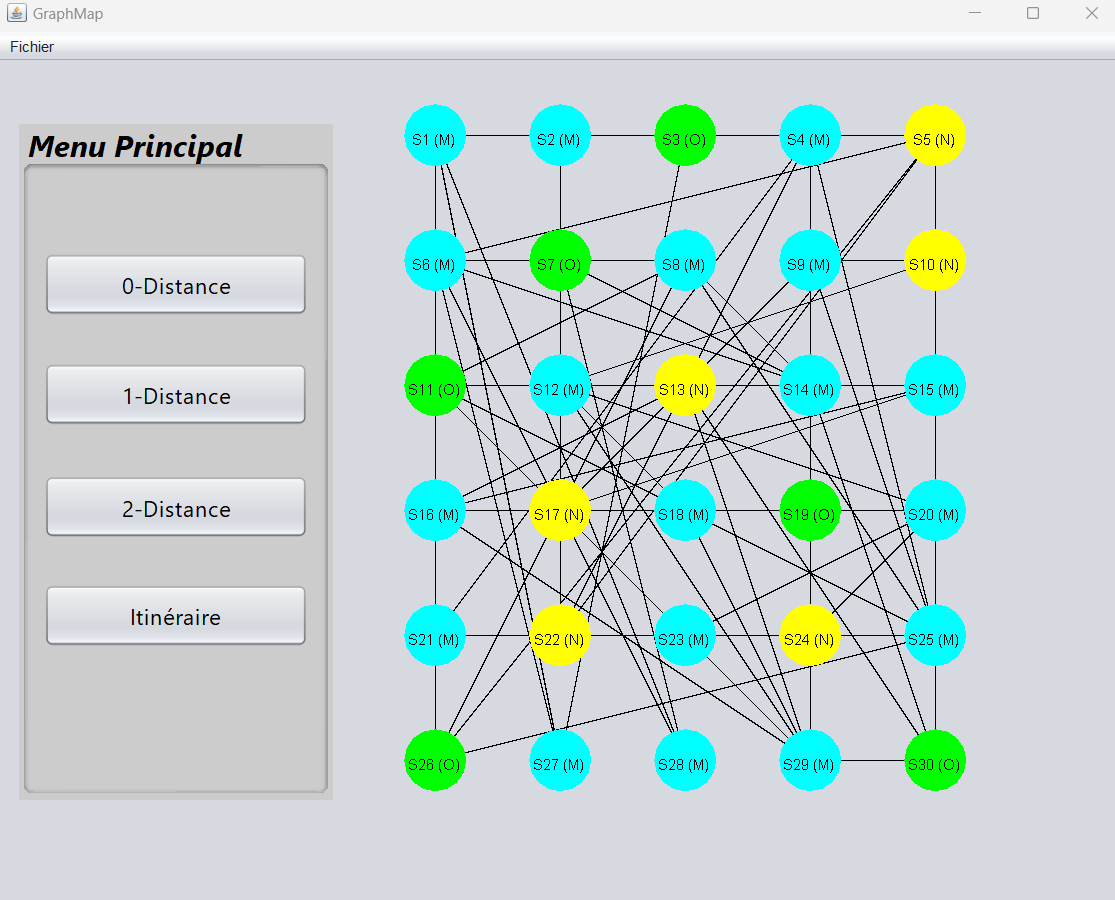 GraphMap
Fichier
Menu Principal
0-Distance
1-Distance
2-Distance
Itinéraire
S1 (M) S2 (M) S3 (O) S4 (M) S5 (N)
S6 (M) S7 (O) S8 (M) S9 (M) S10 (N)
S11 (O) S12 (M) S13 (N) S14 (M) S15 (M)
S16 (M) S17 (N) S18 (M) S19 (O) S20 (M)
S21 (M) S22 (N) S23 (M) S24 (N) S25 (M)
S26 (O) S27 (M) S28 (M) S29 (M) S30 (O)